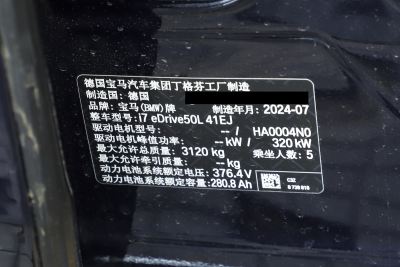 德国宝马汽车集团丁格芬工厂制造
制造国: 德国
品牌: 宝马(BMW)牌 制造年月: 2024-07
整车型号: i7 eDrive50L 41EJ
驱动电机型号: -- / HA0004N0
驱动电机峰值功率: --kW / 320 kW
最大允许总质量: 3120 kg 乘坐人数: 5
最大允许牵引质量: -- kg
动力电池系统额定电压: 376.4V
动力电池系统额定容量: 280.8 Ah